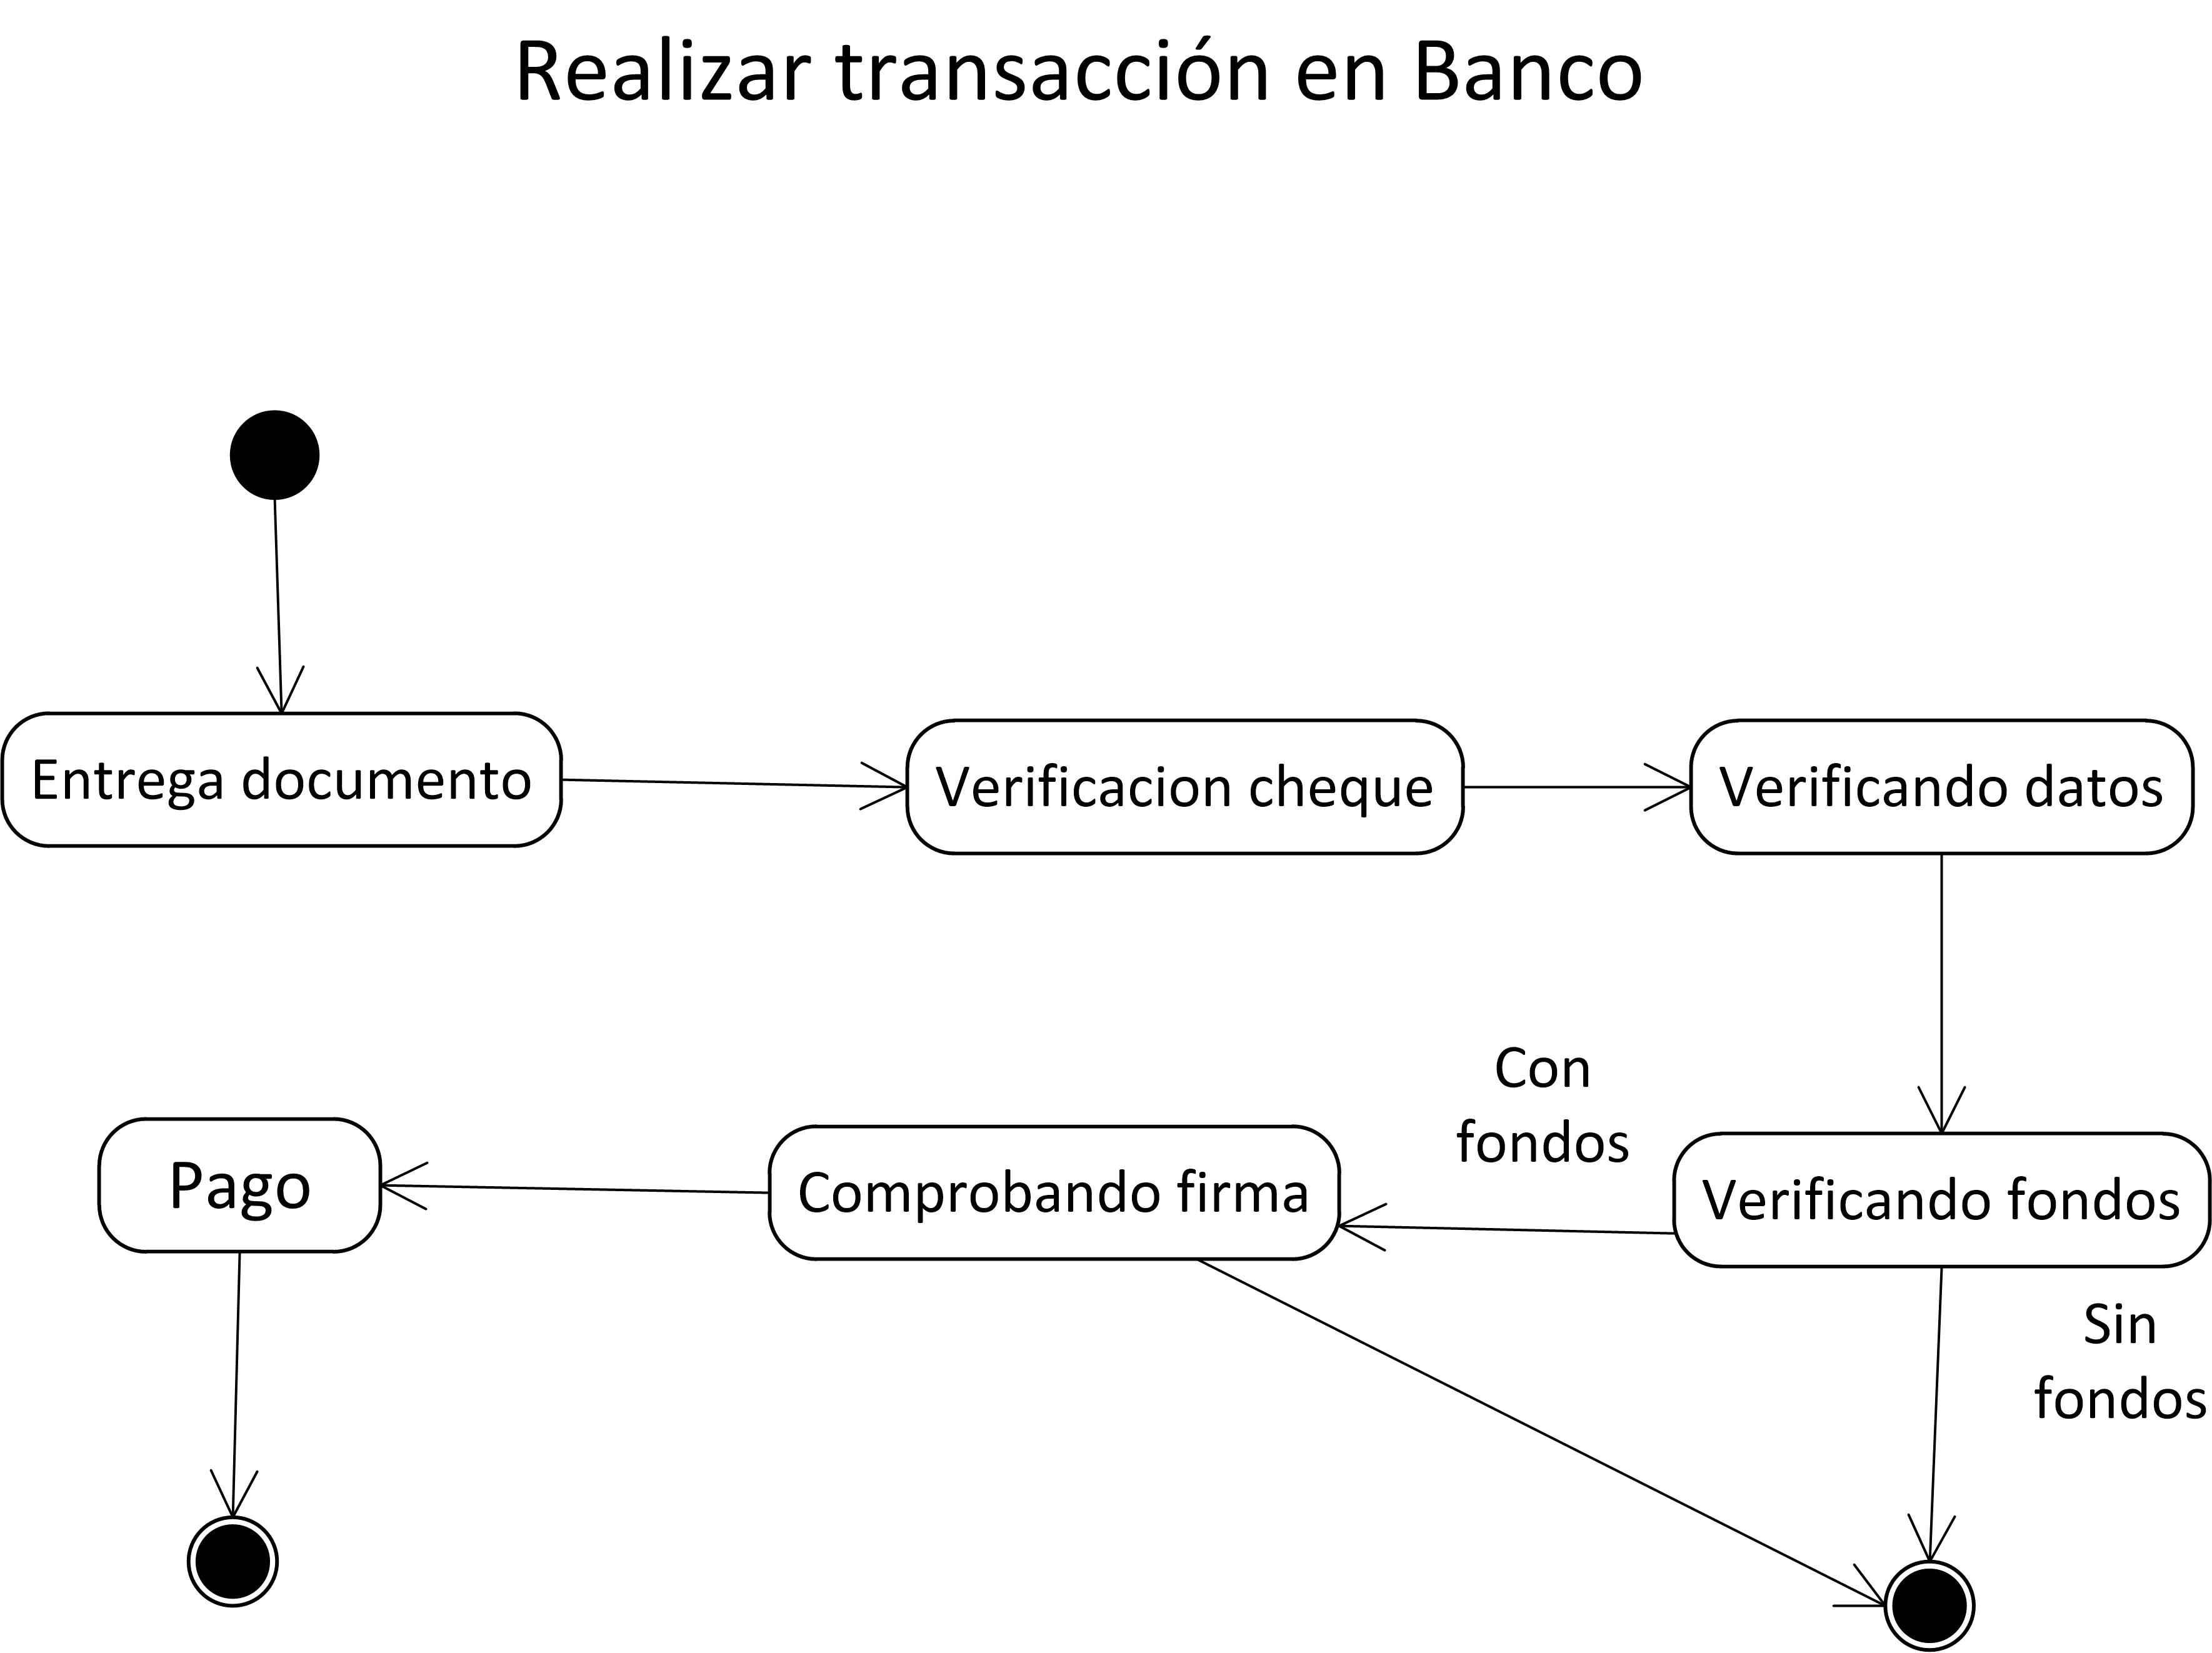 Realizar transacción en Banco
Entrega documento
Verificacion cheque
Verificando datos
Con
fondos
Pago
Comprobando firma
Verificando fondos
Sin
fondos